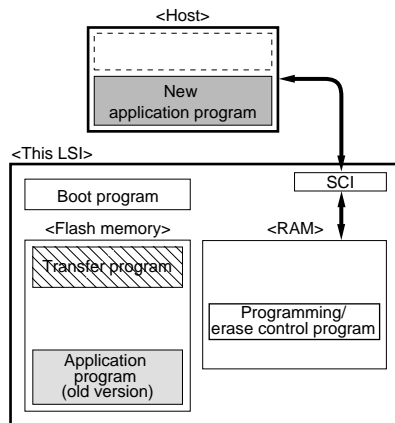 <Host>
New
application program
<This LSI>
SCI
Boot program
<Flash memory>
<RAM>
Transfer program
Programming/
erase control program
Application
program
(old version)